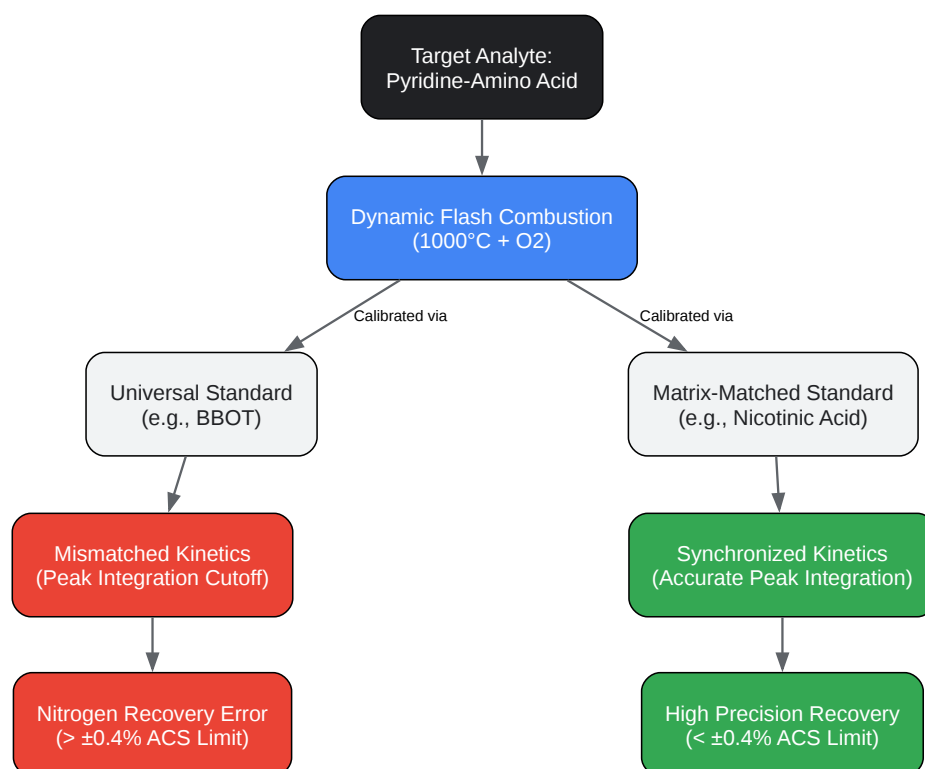 Target Analyte:
Pyridine-Amino Acid
Dynamic Flash Combustion
(1000°C + O2)
Calibrated via
Calibrated via
Universal Standard
(e.g., BBOT)
Matrix-Matched Standard
(e.g., Nicotinic Acid)
Mismatched Kinetics
(Peak Integration Cutoff)
Synchronized Kinetics
(Accurate Peak Integration)
Nitrogen Recovery Error
(> ±0.4% ACS Limit)
High Precision Recovery
(< ±0.4% ACS Limit)